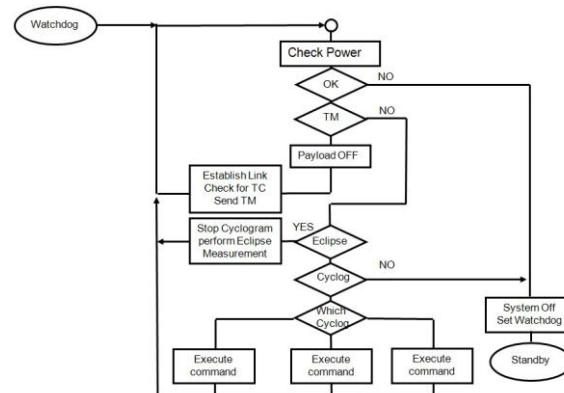 Watchdog
Check Power
OK
NO
TM
NO
Payload OFF
Establish Link
Check for TC
Send TM
Stop Cyclogram
perform Eclipse
Measurement
YES
Eclipse
Cyclog
NO
Which
Cyclog
System Off
Set Watchdog
Execute
command
Execute
command
Execute
command
Standby